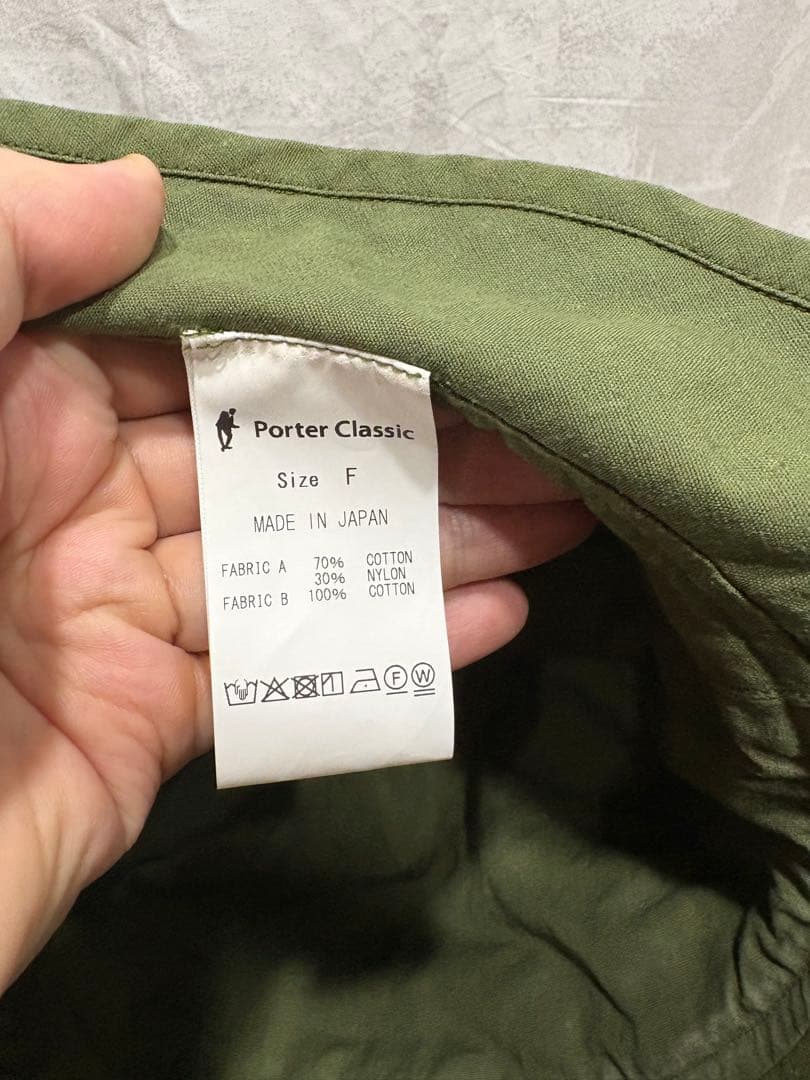 Porter Classic
Size F
MADE IN JAPAN
FABRIC A 70% COTTON
30% NYLON
FABRIC B 100% COTTON
F W